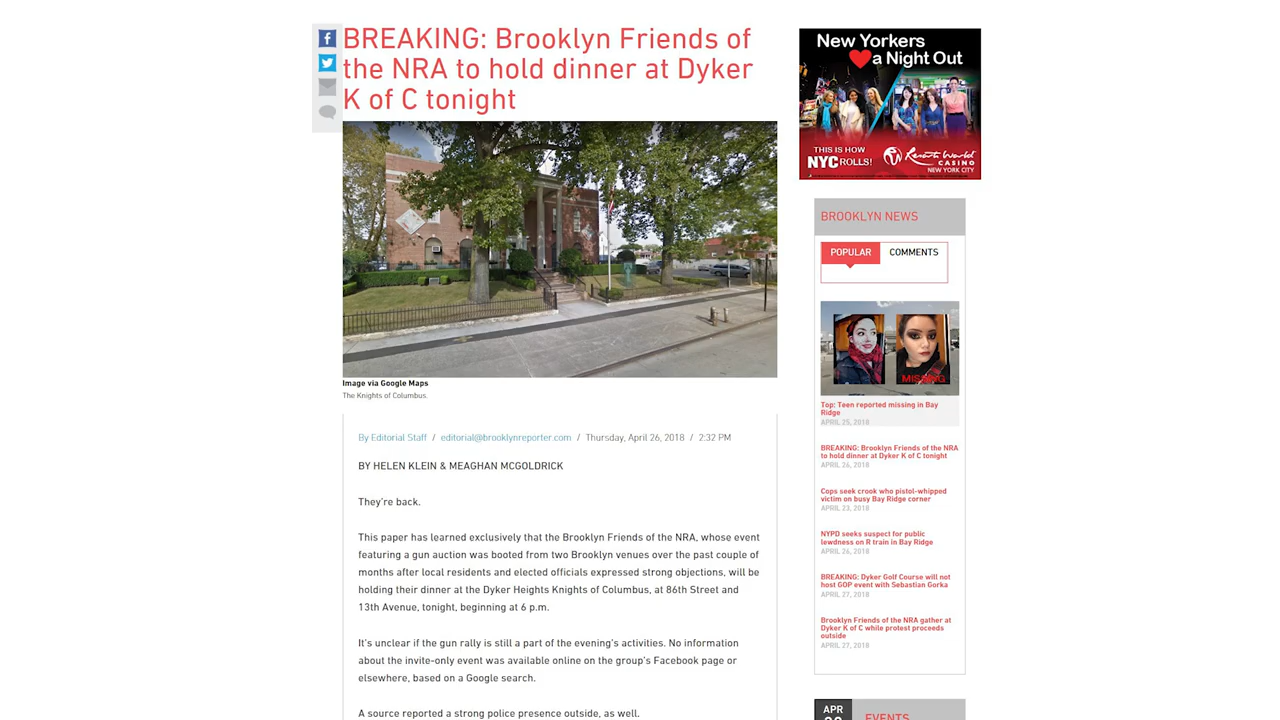 BREAKING: Brooklyn Friends of
the NRA to hold dinner at Dyker
K of C tonight
Image via Google Maps
The Knights of Columbus.
By Editorial Staff / editorial@brooklynreporter.com / Thursday, April 26, 2018 / 2:32 PM
BY HELEN KLEIN & MEAGHAN MCGOLDRICK
They're back.
This paper has learned exclusively that the Brooklyn Friends of the NRA, whose event
featuring a gun auction was booted from two Brooklyn venues over the past couple of
months after local residents and elected officials expressed strong objections, will be
holding their dinner at the Dyker Heights Knights of Columbus, at 86th Street and
13th Avenue, tonight, beginning at 6 p.m.
It's unclear if the gun rally is still a part of the evening's activities. No information
about the invite-only event was available online on the group's Facebook page or
elsewhere, based on a Google search.
A source reported a strong police presence outside, as well.
New Yorkers
a Night Out
THIS IS HOW
NYC ROLLS!
Resorts World
CASINO
NEW YORK CITY
BROOKLYN NEWS
POPULAR
COMMENTS
MISSING
Top: Teen reported missing in Bay
Ridge
APRIL 25, 2018
BREAKING: Brooklyn Friends of the NRA
to hold dinner at Dyker K of C tonight
APRIL 26, 2018
Cops seek crook who pistol-whipped
victim on busy Bay Ridge corner
APRIL 23, 2018
NYPD seeks suspect for public
lewdness on R train in Bay Ridge
APRIL 26, 2018
BREAKING: Dyker Golf Course will not
host GOP event with Sebastian Gorka
APRIL 27, 2018
Brooklyn Friends of the NRA gather at
Dyker K of C while protest proceeds
outside
APRIL 27, 2018
APR
EVENTS